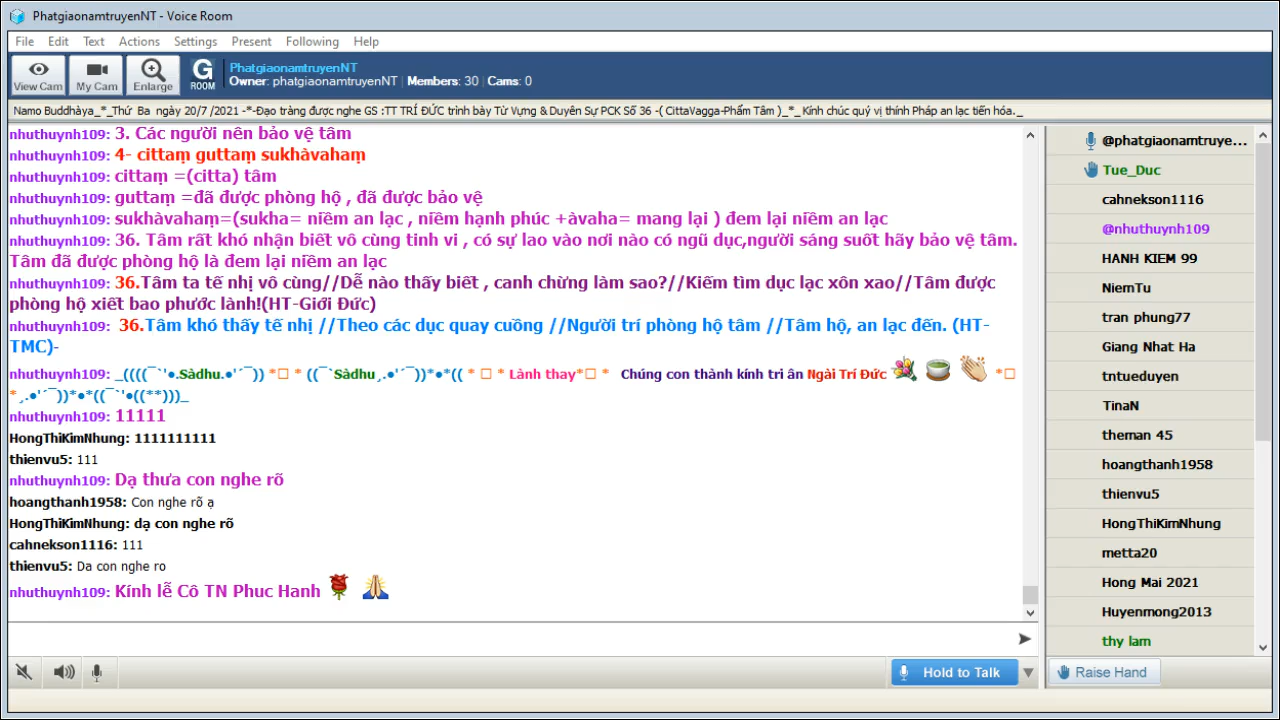 PhatgiaonamtruyenNT - Voice Room
File Edit Text Actions Settings Present Following Help
View Cam My Cam Enlarge G ROOM
PhatgiaonamtruyenNT
Owner: phatgiaonamtruyenNT Members: 30 Cams: 0
Namo Buddhàya_*_Thứ Ba ngày 20/7 /2021 -*-Đạo tràng được nghe GS :TT TRÍ ĐỨC trình bày Từ Vựng & Duyên Sự PCK Số 36 -( CittaVagga-Phẩm Tâm )_*_ Kính chúc quý vị thính Pháp an lạc tiến hóa._
nhuthuynh109: 3. Các người nên bảo vệ tâm
nhuthuynh109: 4- cittaṃ guttaṃ sukhàvahaṃ
nhuthuynh109: cittaṃ =(citta) tâm
nhuthuynh109: guttaṃ =đã được phòng hộ , đã được bảo vệ
nhuthuynh109: sukhàvahaṃ=(sukha= niềm an lạc , niềm hạnh phúc +àvaha= mang lại ) đem lại niềm an lạc
nhuthuynh109: 36. Tâm rất khó nhận biết vô cùng tinh vi , có sự lao vào nơi nào có ngũ dục,người sáng suốt hãy bảo vệ tâm.
Tâm đã được phòng hộ là đem lại niềm an lạc
nhuthuynh109: 36.Tâm ta tế nhị vô cùng//Dễ nào thấy biết , canh chừng làm sao?//Kiếm tìm dục lạc xôn xao//Tâm được
phòng hộ xiết bao phước lành!(HT-Giới Đức)
nhuthuynh109: 36.Tâm khó thấy tế nhị //Theo các dục quay cuồng //Người trí phòng hộ tâm //Tâm hộ, an lạc đến. (HT-
TMC)-
nhuthuynh109: _((((¯`'●.Sàdhu.●'´¯)) *□ * ((¯`Sàdhu¸.●'´¯))*●*(( * □ * Lành thay*□ * Chúng con thành kính tri ân Ngài Trí Đức *□
*¸.●'´¯))*●*((¯`'●((**)))_
nhuthuynh109: 11111
HongThiKimNhung: 1111111111
thienvu5: 111
nhuthuynh109: Dạ thưa con nghe rõ
hoangthanh1958: Con nghe rõ ạ
HongThiKimNhung: dạ con nghe rõ
cahnekson1116: 111
thienvu5: Da con nghe ro
nhuthuynh109: Kính lễ Cô TN Phuc Hanh
Hold to Talk
@phatgiaonamtruye...
Tue_Duc
cahnekson1116
@nhuthuynh109
HANH KIEM 99
NiemTu
tran phung77
Giang Nhat Ha
tntueduyen
TinaN
theman 45
hoangthanh1958
thienvu5
HongThiKimNhung
metta20
Hong Mai 2021
Huyenmong2013
thy lam
Raise Hand